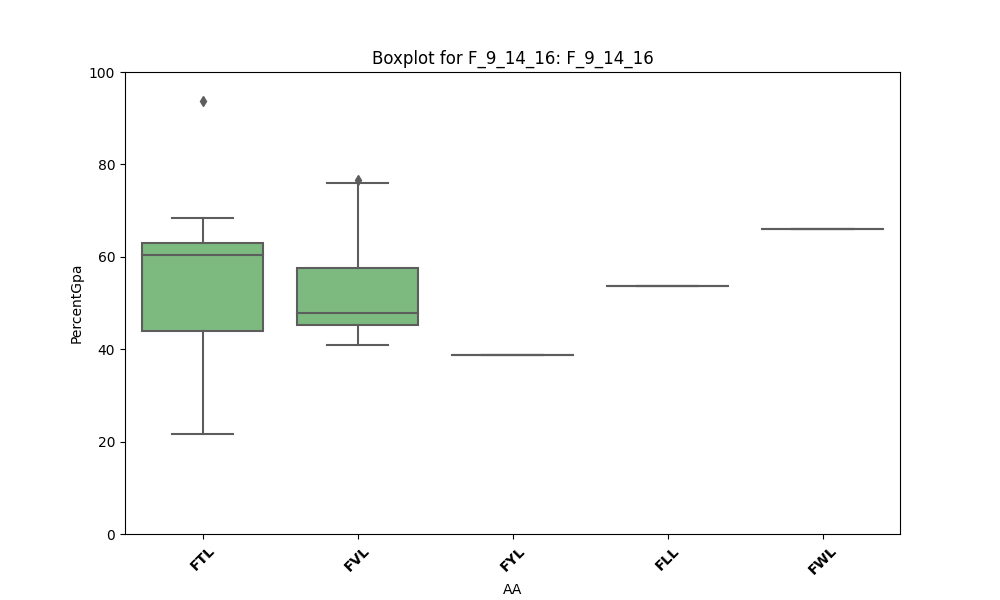 Boxplot for F_9_14_16: F_9_14_16
100
80
60
40
20
0
PercentGpa
FTL
FVL
FYL
FLL
FWL
AA